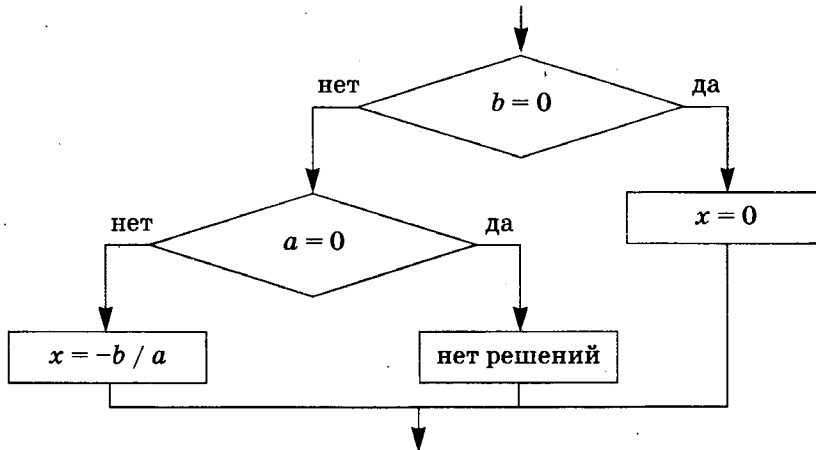 нет
да
b = 0
нет
да
x = 0
a = 0
x = –b / a
нет решений